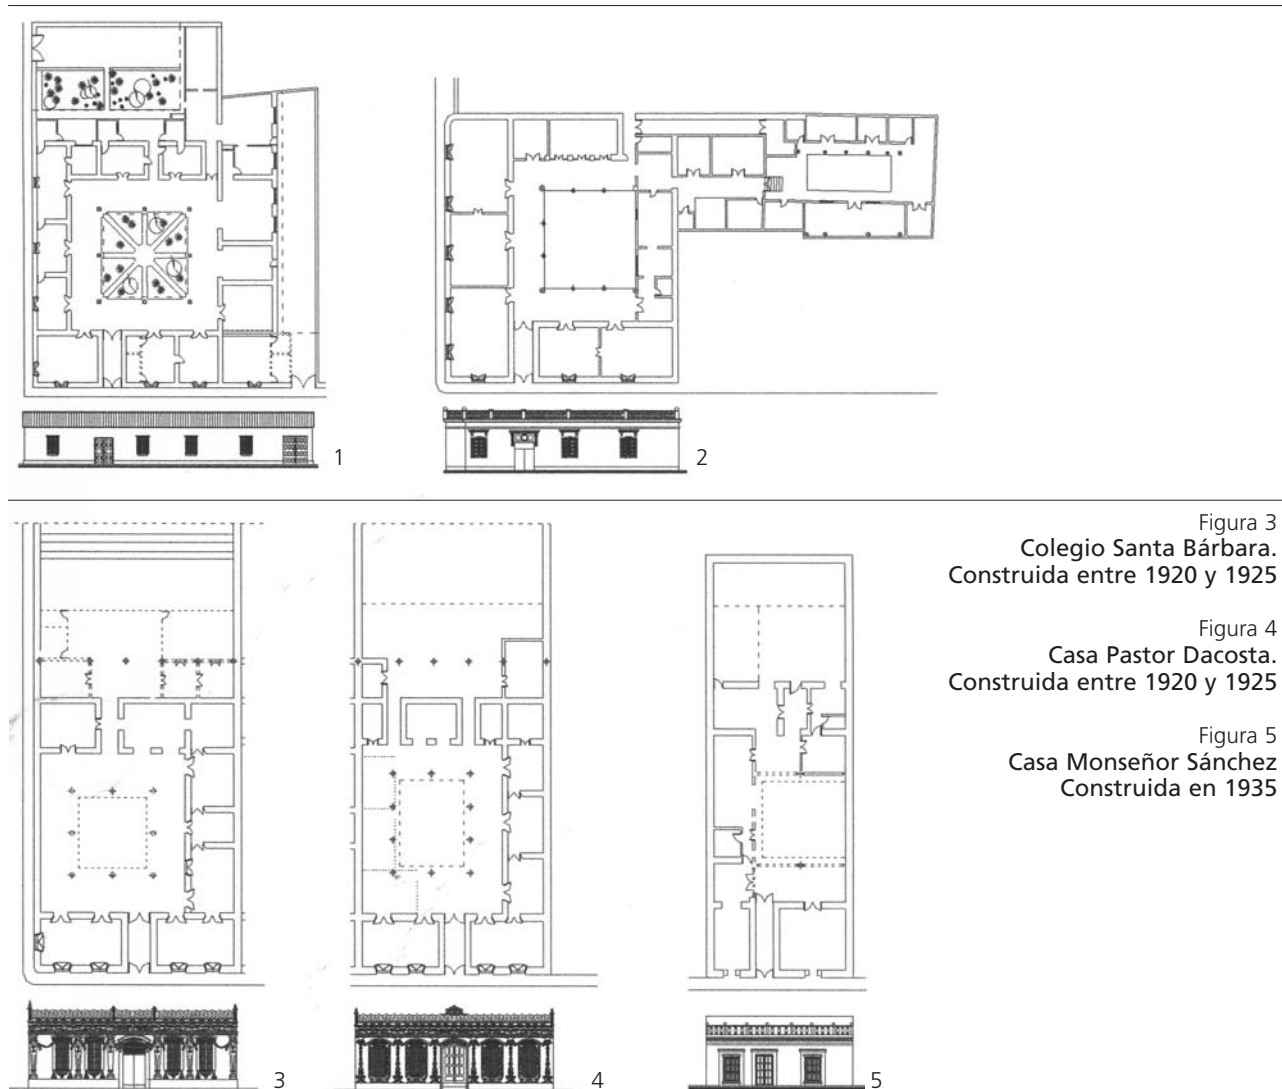 1
2
Figura 3
Colegio Santa Bárbara.
Construida entre 1920 y 1925
Figura 4
Casa Pastor Dacosta.
Construida entre 1920 y 1925
Figura 5
Casa Monseñor Sánchez
Construida en 1935
3
4
5